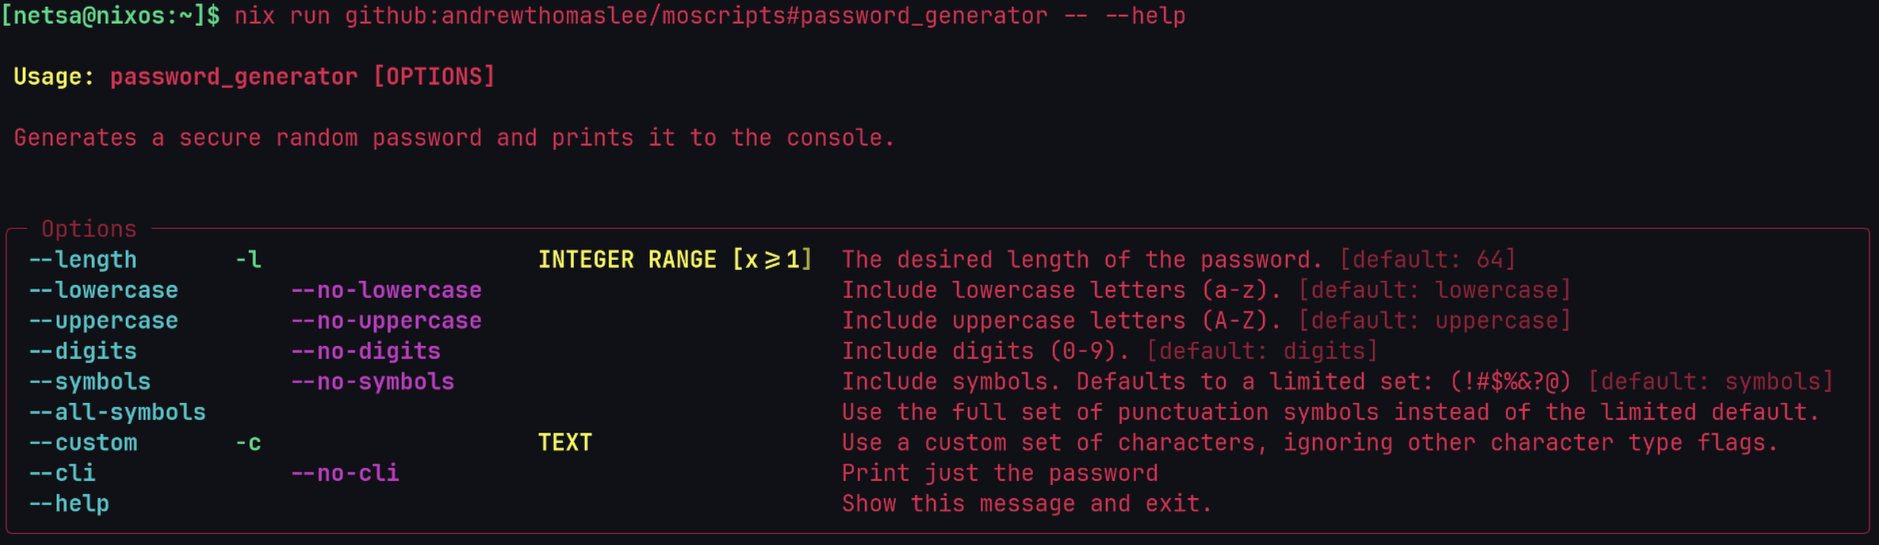 [netsa@nixos:~]$ nix run github:andrewthomaslee/moscripts#password_generator -- --help
Usage: password_generator [OPTIONS]
Generates a secure random password and prints it to the console.
Options
--length -l INTEGER RANGE [x>=1] The desired length of the password. [default: 64]
--lowercase --no-lowercase Include lowercase letters (a-z). [default: lowercase]
--uppercase --no-uppercase Include uppercase letters (A-Z). [default: uppercase]
--digits --no-digits Include digits (0-9). [default: digits]
--symbols --no-symbols Include symbols. Defaults to a limited set: (!#$%&?@) [default: symbols]
--all-symbols Use the full set of punctuation symbols instead of the limited default.
--custom -c TEXT Use a custom set of characters, ignoring other character type flags.
--cli --no-cli Print just the password
--help Show this message and exit.